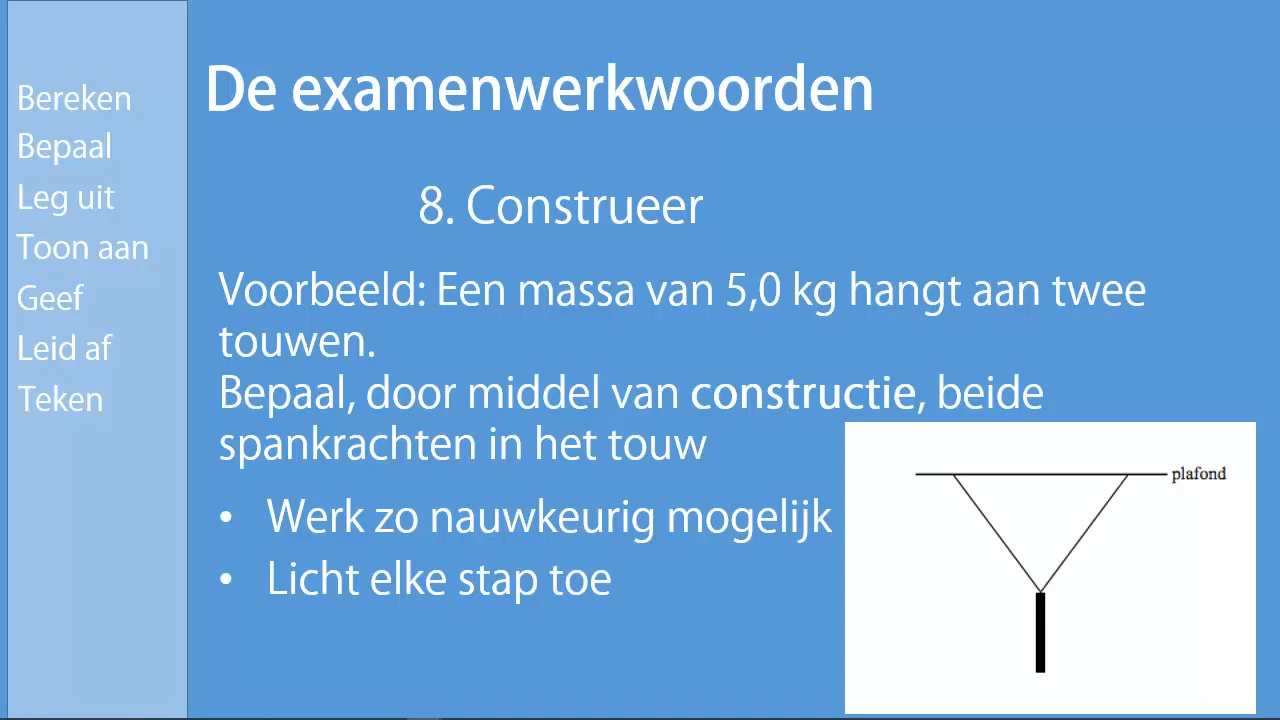 De examenwerkwoorden
Bereken
Bepaal
Leg uit
Toon aan
Geef
Leid af
Teken
8. Construeer
Voorbeeld: Een massa van 5,0 kg hangt aan twee
touwen.
Bepaal, door middel van constructie, beide
spankrachten in het touw
• Werk zo nauwkeurig mogelijk
• Licht elke stap toe
plafond